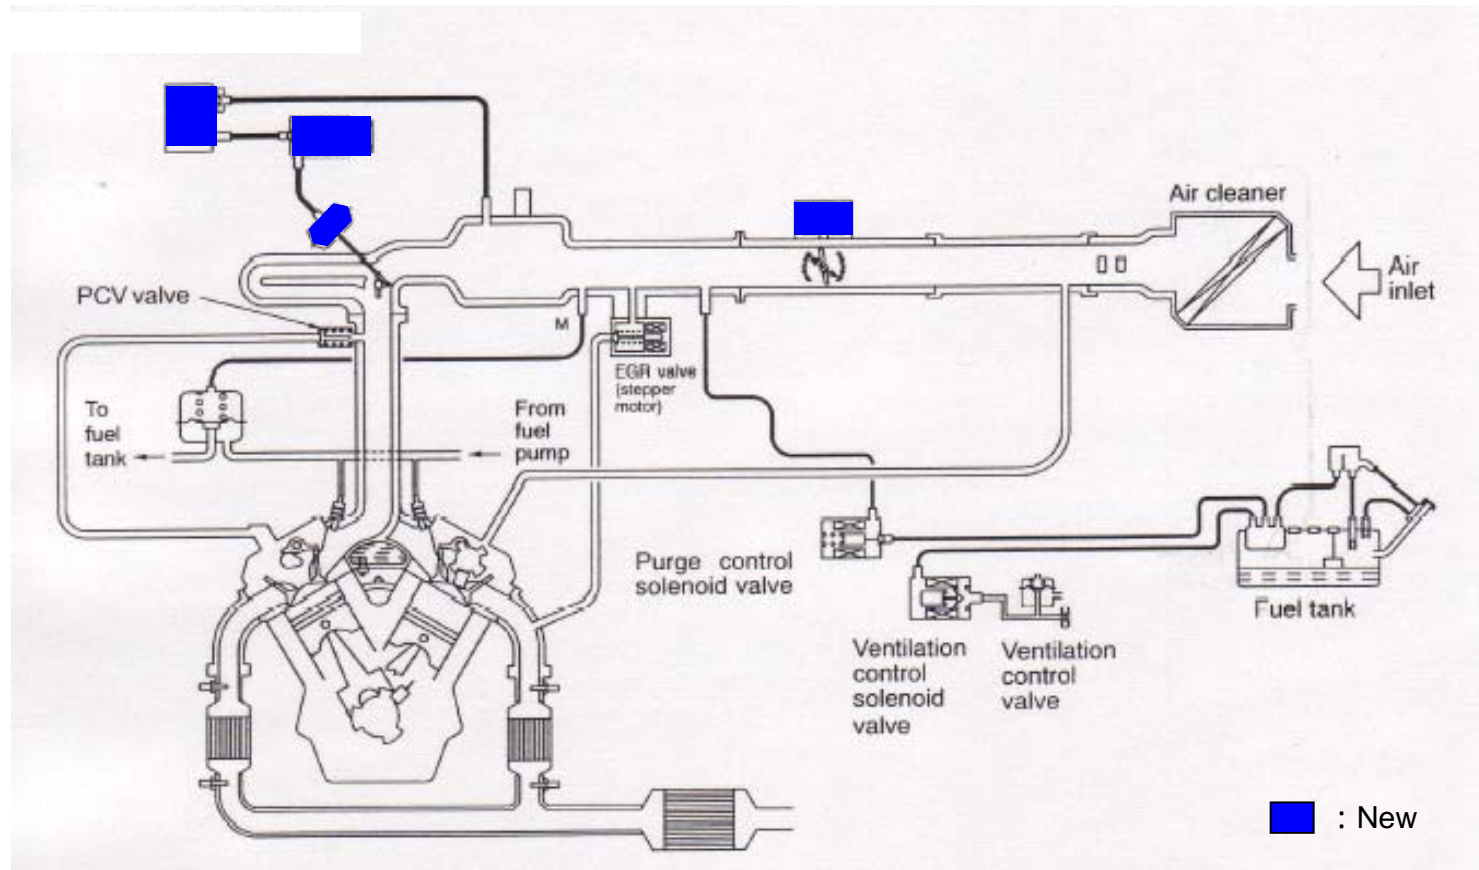 Air cleaner
Air
inlet
PCV valve
M
EGR valve
(stepper
motor)
To
fuel
tank
From
fuel
pump
Purge control
solenoid valve
Fuel tank
Ventilation
control
solenoid
valve
Ventilation
control
valve
: New